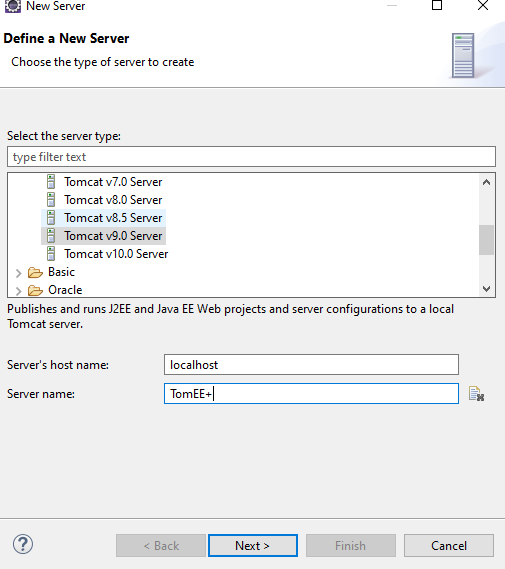 New Server
Define a New Server
Choose the type of server to create
Select the server type:
type filter text
Tomcat v7.0 Server
Tomcat v8.0 Server
Tomcat v8.5 Server
Tomcat v9.0 Server
Tomcat v10.0 Server
Basic
Oracle
Publishes and runs J2EE and Java EE Web projects and server configurations to a local
Tomcat server.
Server's host name: localhost
Server name: TomEE+
? < Back Next > Finish Cancel